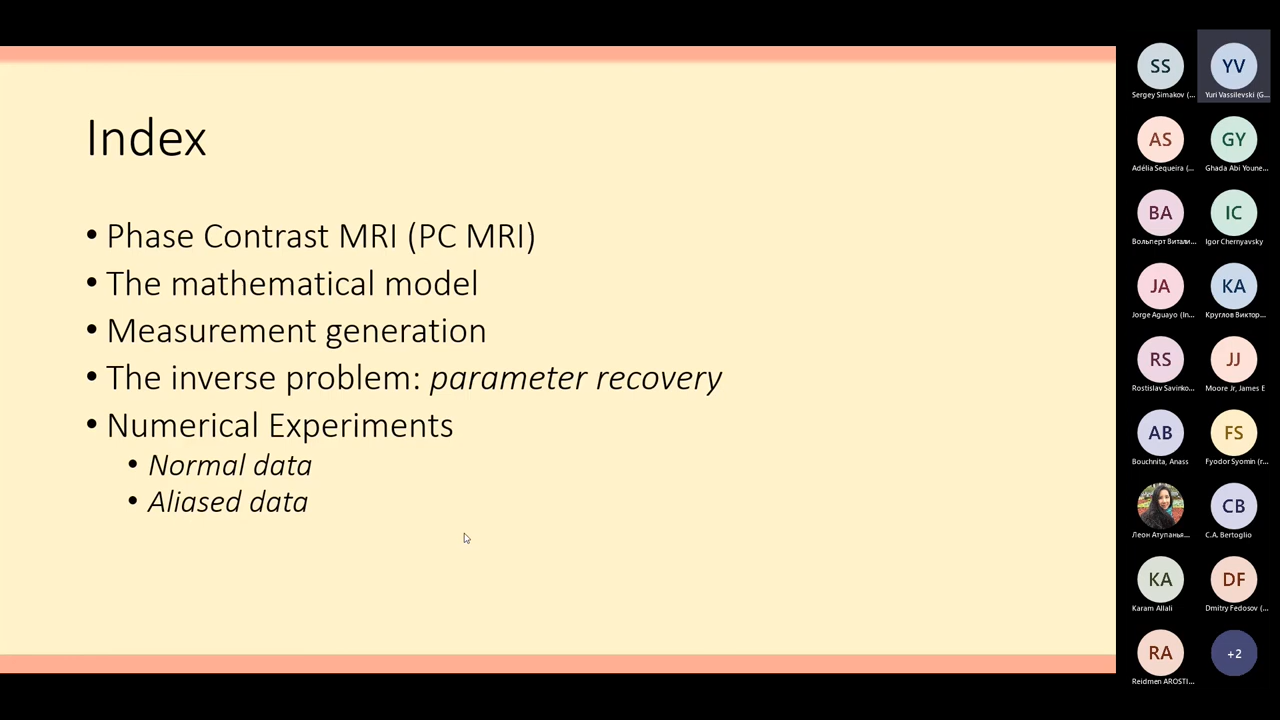 Index
• Phase Contrast MRI (PC MRI)
• The mathematical model
• Measurement generation
• The inverse problem: parameter recovery
• Numerical Experiments
• Normal data
• Aliased data
SS
Sergey Simakov (...
YV
Yuri Vassilevski (G...
AS
Adélia Sequeira (...
GY
Ghada Abi Youne...
BA
Вольперт Витали...
IC
Igor Chernyavsky
JA
Jorge Aguayo (In...
KA
Круглов Виктор...
RS
Rostislav Savinko...
JJ
Moore Jr, James E
AB
Bouchnita, Anass
FS
Fyodor Syomin (r...
Леон Атупанья...
CB
C.A. Bertoglio
KA
Karam Allali
DF
Dmitry Fedosov (...
RA
Reidmen AROSTI...
+2